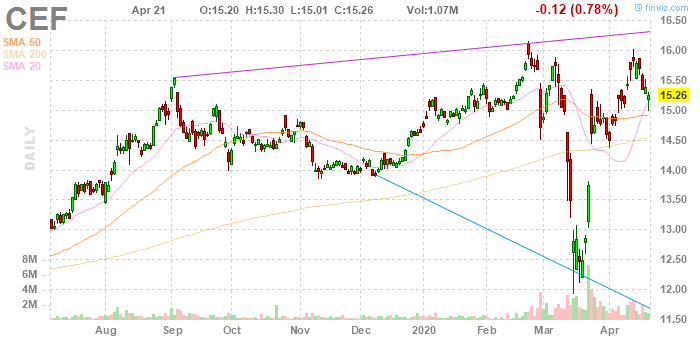 © finviz.com
CEF
Apr 21 O:15.20 H:15.30 L:15.01 C:15.26 Vol:1.07M -0.12 (0.78%)
SMA 50
SMA 200
SMA 20
DAILY
16.50
16.00
15.50
15.26
15.00
14.50
14.00
13.50
13.00
12.50
12.00
11.50
8M
6M
4M
2M
Aug Sep Oct Nov Dec 2020 Feb Mar Apr